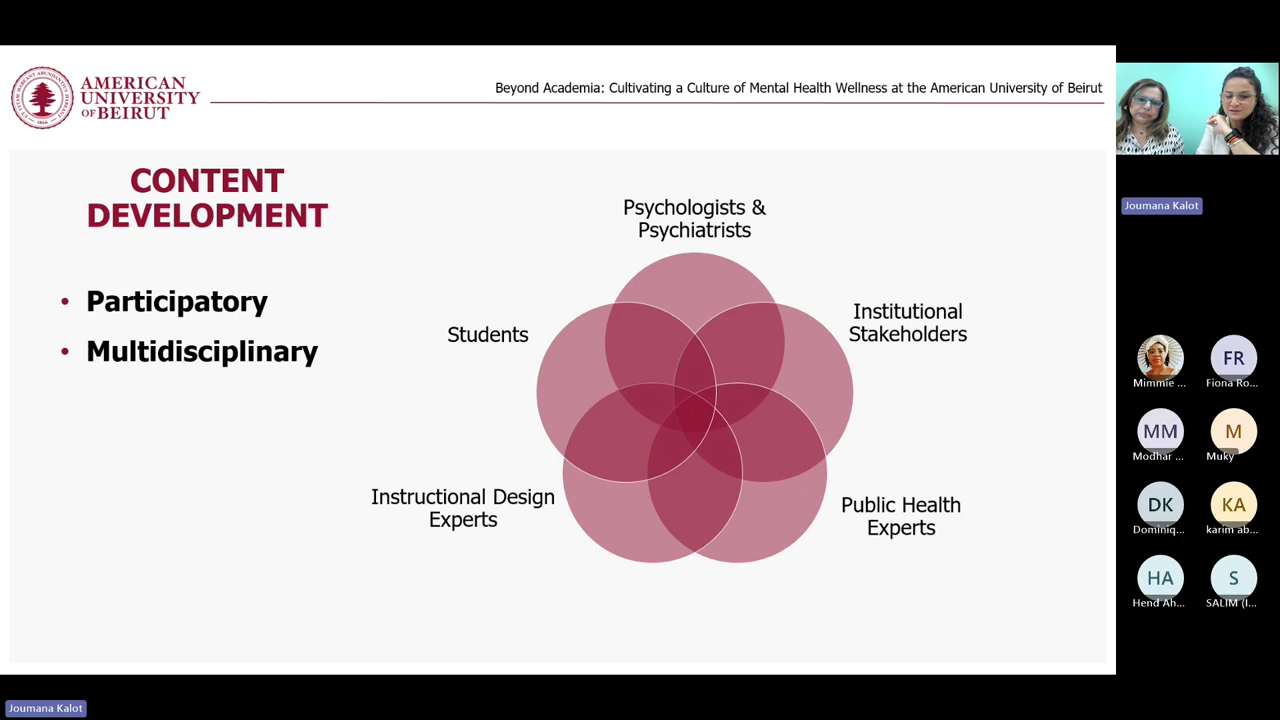 AMERICAN
UNIVERSITY
OF BEIRUT
Beyond Academia: Cultivating a Culture of Mental Health Wellness at the American University of Beirut
CONTENT
DEVELOPMENT
• Participatory
• Multidisciplinary
Psychologists &
Psychiatrists
Institutional
Stakeholders
Students
Instructional Design
Experts
Public Health
Experts
Joumana Kalot
Mimmie ...
FR
Fiona Ro...
MM
Modhar ...
M
Muky
DK
Dominiq...
KA
karim ab...
HA
Hend Ah...
S
SALIM (I...
Joumana Kalot